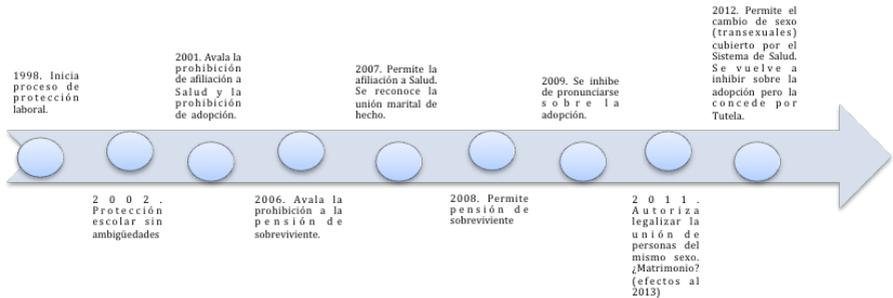 1998. Inicia
proceso de
protección
laboral.
2002.
Protección
escolar sin
ambigüedades
2001. Avala la
prohibición
de afiliación a
Salud y la
prohibición
de adopción.
2006. Avala la
prohibición a la
pensión de
sobreviviente.
2007. Permite la
afiliación a Salud.
Se reconoce la
unión marital de
hecho.
2008. Permite
pensión de
sobreviviente
2009. Se inhibe
de pronunciarse
sobre la
adopción.
2011.
Autoriza
legalizar la
unión de
personas del
mismo sexo.
¿Matrimonio?
(efectos al
2013)
2012. Permite el
cambio de sexo
(transexuales)
cubierto por el
Sistema de Salud.
Se vuelve a
inhibir sobre la
adopción pero la
concede por
Tutela.